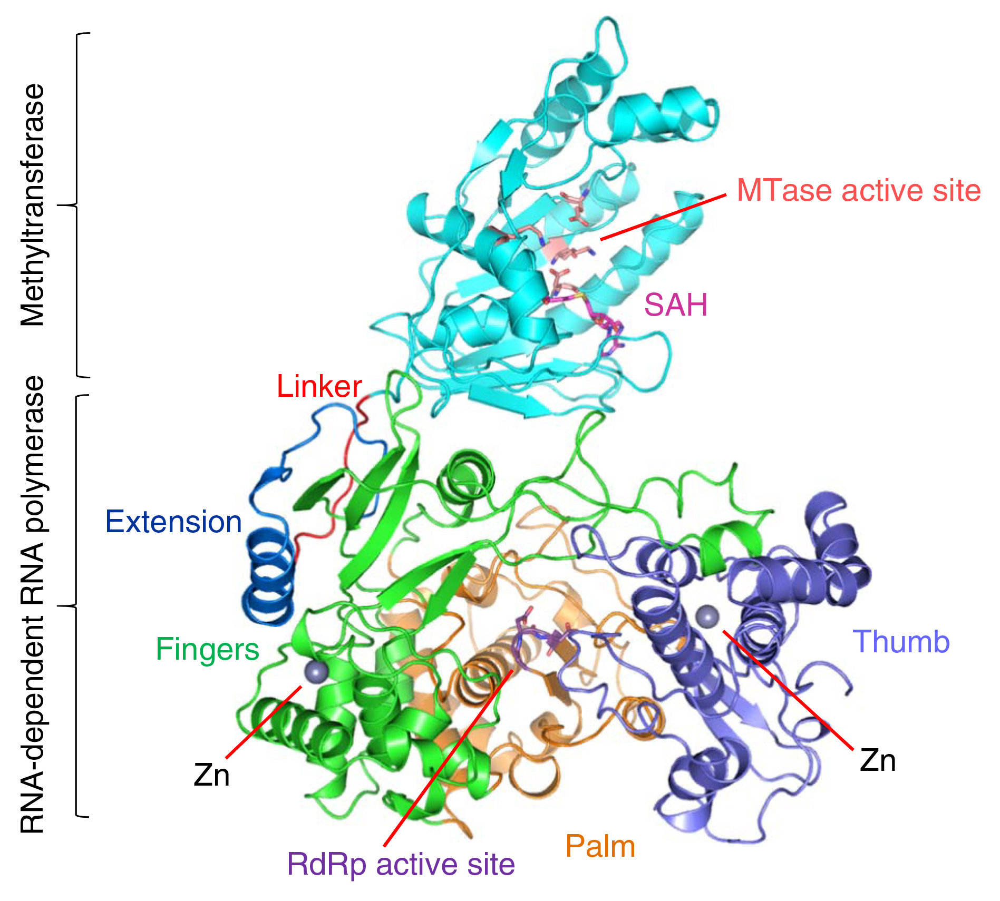 Methyltransferase
MTase active site
SAH
Linker
RNA-dependent RNA polymerase
Extension
Fingers
Thumb
Zn
Zn
Palm
RdRp active site